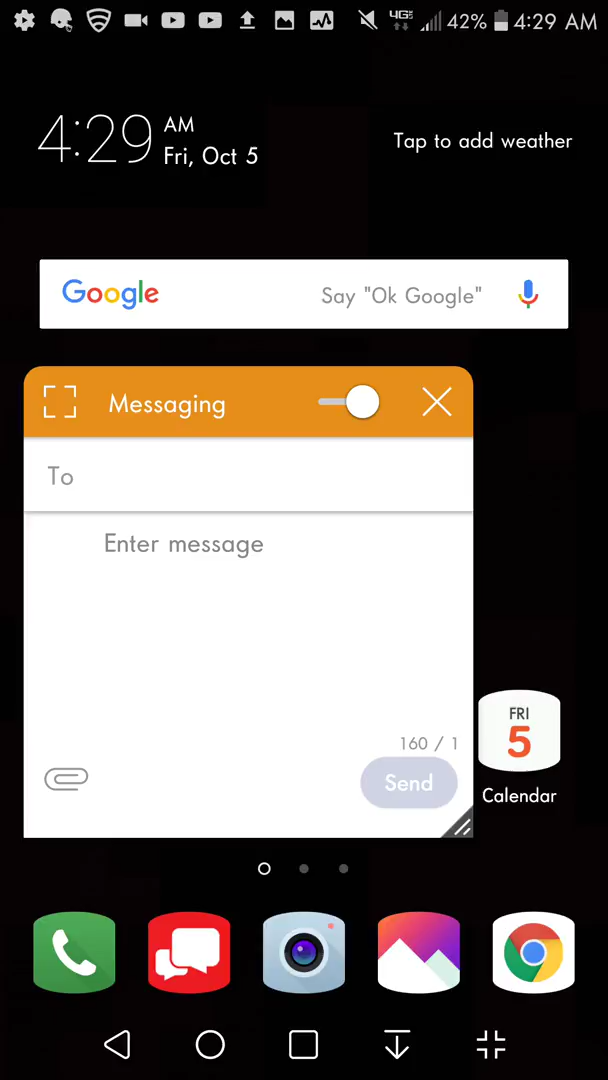 4G 42% 4:29 AM
4:29 AM
Fri, Oct 5
Tap to add weather
Google Say "Ok Google"
Messaging
To
Enter message
160 / 1
Send
FRI
5
Calendar